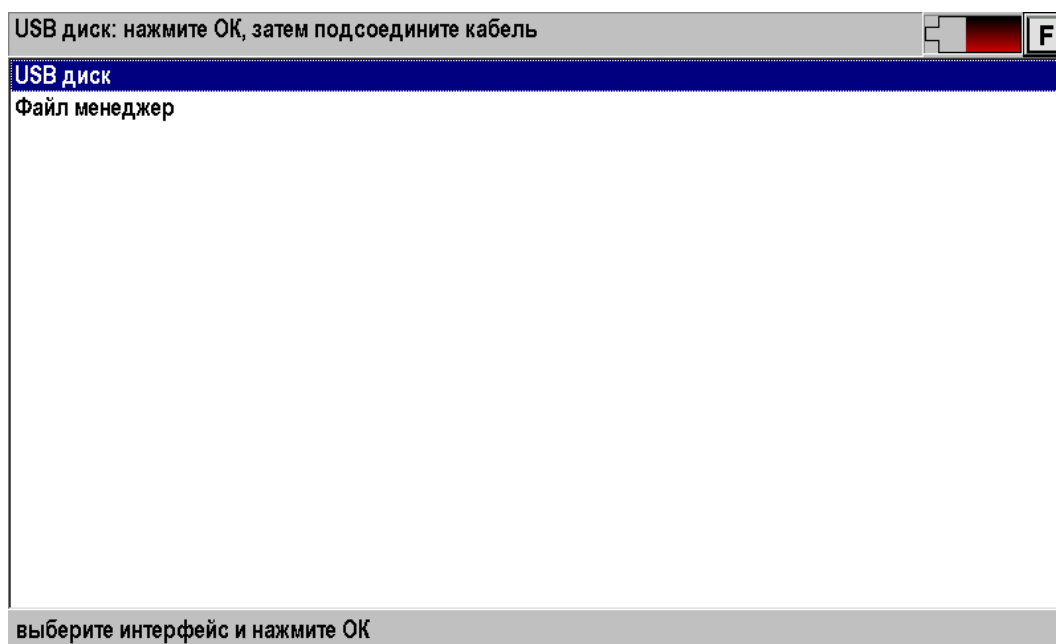 USB диск: нажмите ОК, затем подсоедините кабель
F
USB диск
Файл менеджер
выберите интерфейс и нажмите ОК